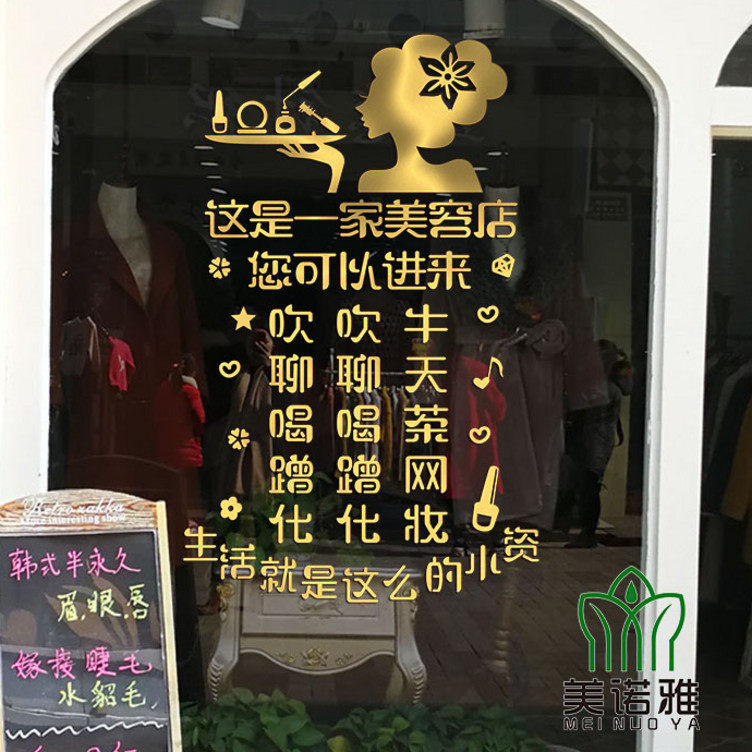 这是一家美容店
您可以进来
吹吹牛
聊聊天
喝喝茶
蹭蹭网
化化妆
生活就是这么的小资
Retro zakka
韩式半永久
眉.眼.唇
嫁接睫毛
水貂毛
美诺雅
MEI NUO YA